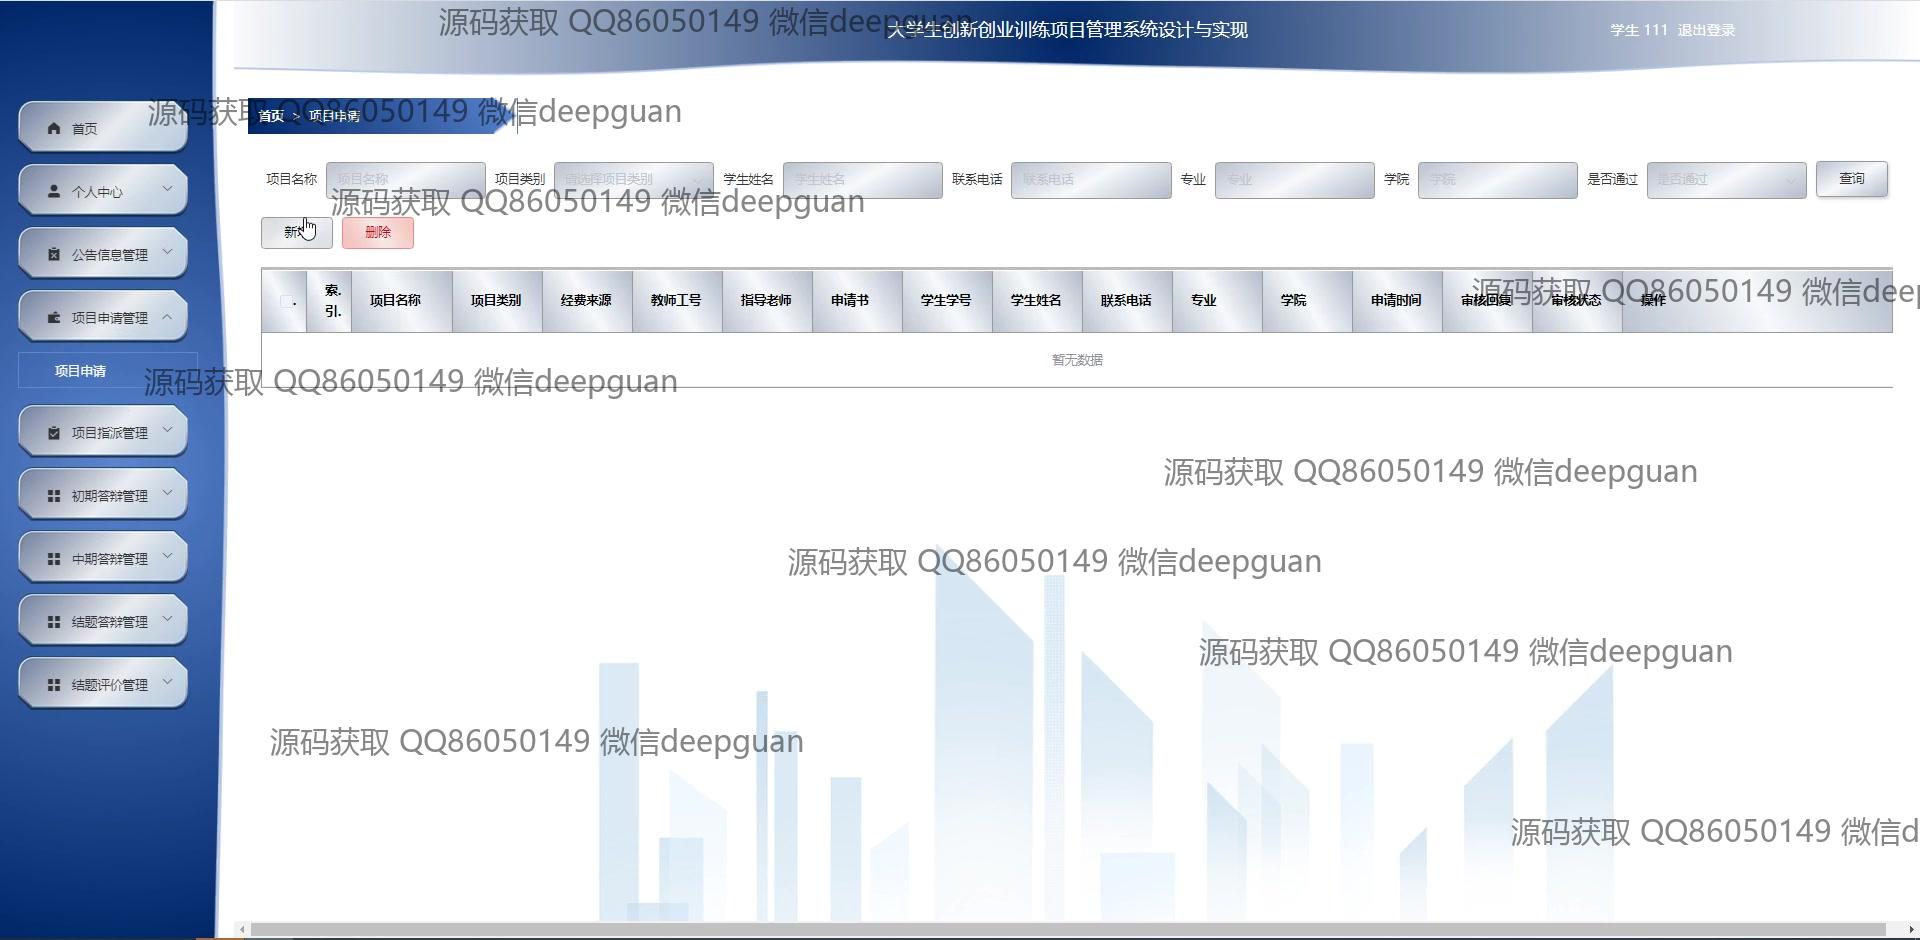 源码获取 QQ86050149 微信deepguan
大学生创新创业训练项目管理系统设计与实现
学生 111 退出登录
源码获取 QQ86050149 微信deepguan
首页 > 项目申请
首页
个人中心
公告信息管理
项目申请管理
项目申请
项目指派管理
初期答辩管理
中期答辩管理
结题答辩管理
结题评价管理
项目名称 项目名称 项目类别 请选择项目类别 学生姓名 学生姓名 联系电话 联系电话 专业 专业 学院 学院 是否通过 是否通过 查询
源码获取 QQ86050149 微信deepguan
删除
索. 引. 项目名称 项目类别 经费来源 教师工号 指导老师 申请书 学生学号 学生姓名 联系电话 专业 学院 申请时间 审核回复 审核状态 操作
源码获取 QQ86050149 微信deep
暂无数据
源码获取 QQ86050149 微信deepguan
源码获取 QQ86050149 微信deepguan
源码获取 QQ86050149 微信deepguan
源码获取 QQ86050149 微信deepguan
源码获取 QQ86050149 微信deepguan
源码获取 QQ86050149 微信d